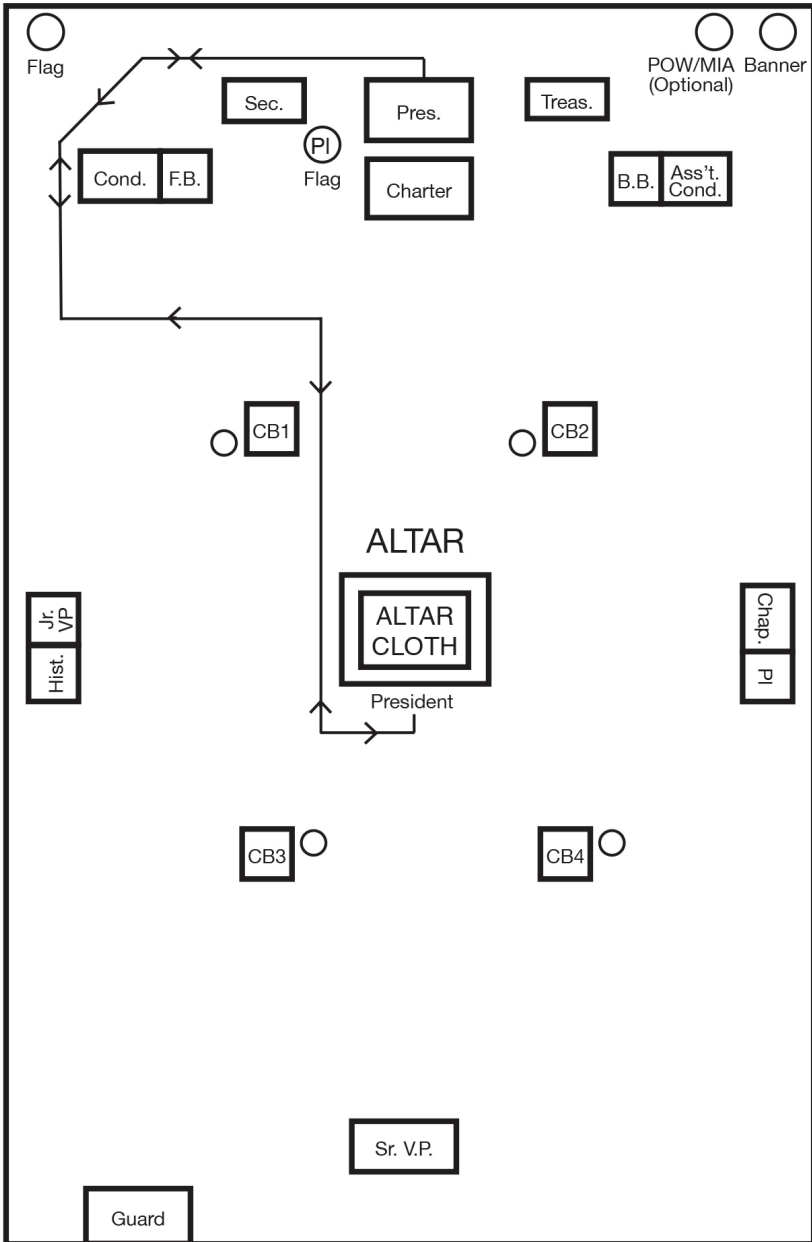 Flag
POW/MIA
(Optional)
Banner
Sec.
Pres.
Treas.
PI
Flag
Cond.
F.B.
Charter
B.B.
Ass't.
Cond.
CB1
CB2
ALTAR
ALTAR
CLOTH
Jr.
VP
Hist.
Chap.
PI
President
CB3
CB4
Sr. V.P.
Guard